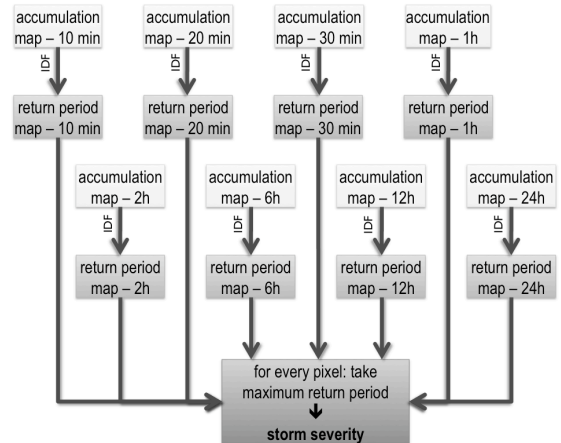 accumulation
map – 10 min
accumulation
map – 20 min
accumulation
map – 30 min
accumulation
map – 1h
IDF
IDF
IDF
IDF
return period
map – 10 min
return period
map – 20 min
return period
map – 30 min
return period
map – 1h
accumulation
map – 2h
accumulation
map – 6h
accumulation
map – 12h
accumulation
map – 24h
IDF
IDF
IDF
IDF
return period
map – 2h
return period
map – 6h
return period
map – 12h
return period
map – 24h
for every pixel: take
maximum return period
storm severity